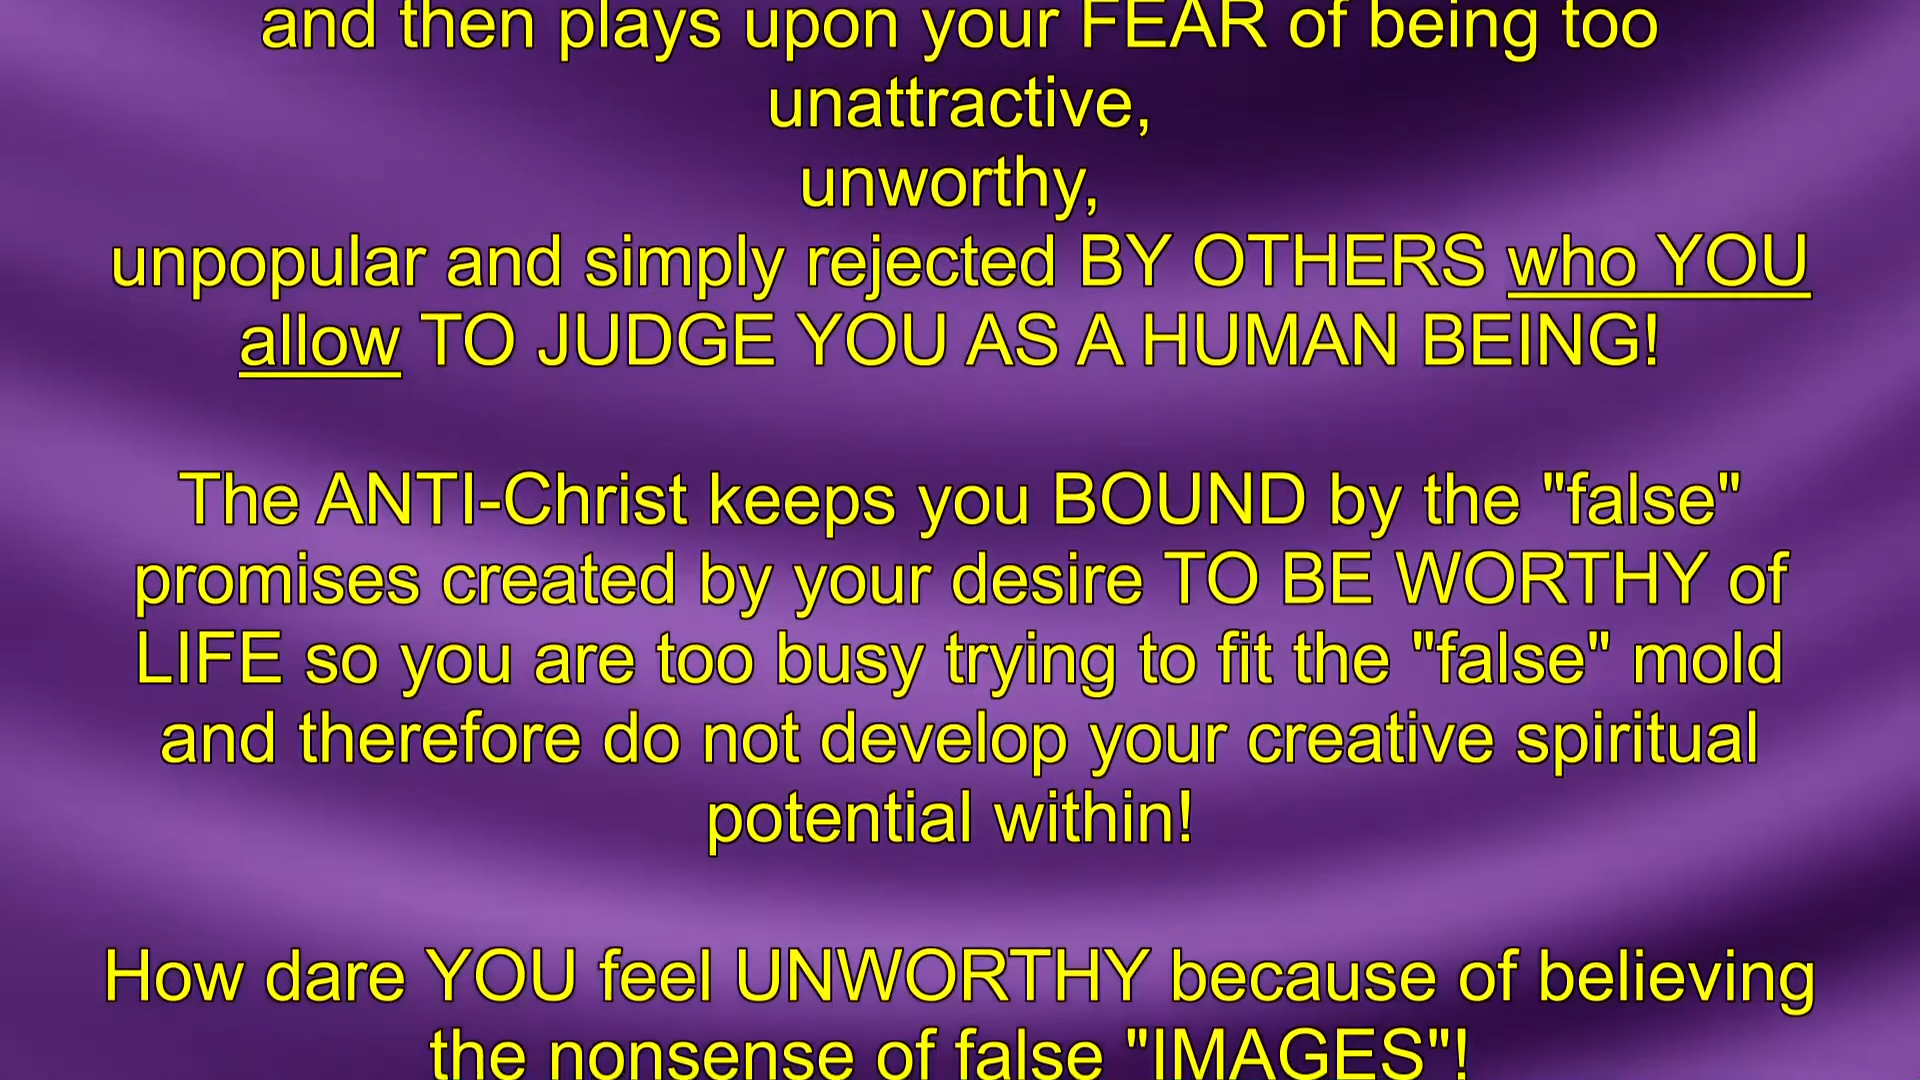 and then plays upon your FEAR of being too
unattractive,
unworthy,
unpopular and simply rejected BY OTHERS who YOU
allow TO JUDGE YOU AS A HUMAN BEING!
The ANTI-Christ keeps you BOUND by the "false"
promises created by your desire TO BE WORTHY of
LIFE so you are too busy trying to fit the "false" mold
and therefore do not develop your creative spiritual
potential within!
How dare YOU feel UNWORTHY because of believing
the nonsense of false "IMAGES"!